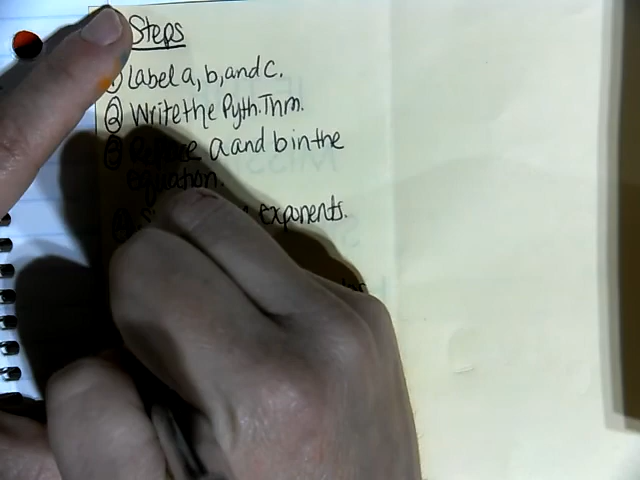 Steps
① Label a, b, and c.
② Write the Pyth. Thm.
a and b in the
equation.
exponents.